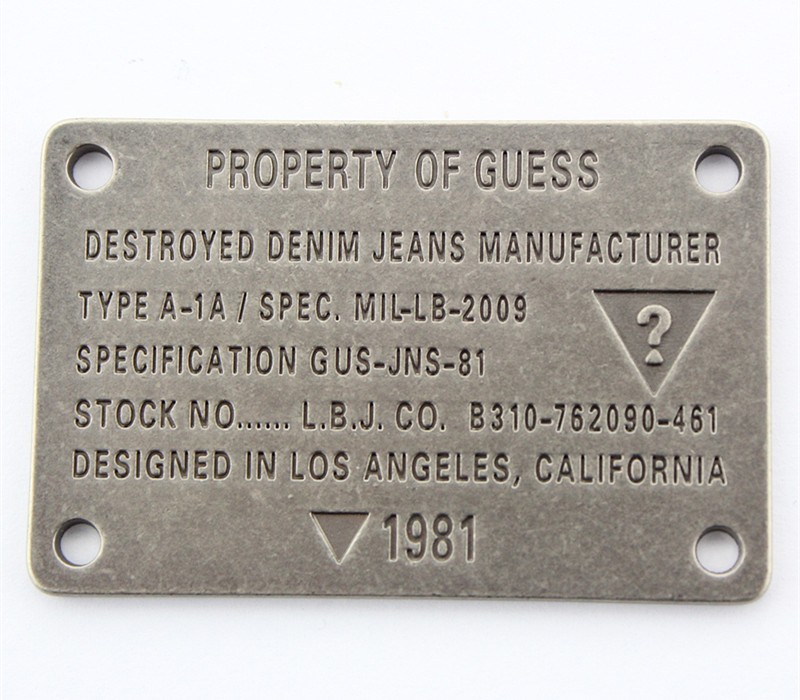 PROPERTY OF GUESS
DESTROYED DENIM JEANS MANUFACTURER
TYPE A-1A / SPEC. MIL-LB-2009
?
SPECIFICATION GUS-JNS-81
STOCK NO...... L.B.J. CO. B310-762090-461
DESIGNED IN LOS ANGELES, CALIFORNIA
1981